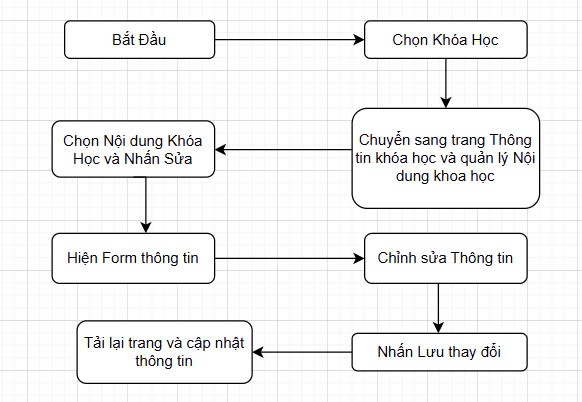 Bắt Đầu
Chọn Khóa Học
Chuyển sang trang Thông
tin khóa học và quản lý Nội
dung khoa học
Chọn Nội dung Khóa
Học và Nhấn Sửa
Hiện Form thông tin
Chỉnh sửa Thông tin
Nhấn Lưu thay đổi
Tải lại trang và cập nhật
thông tin